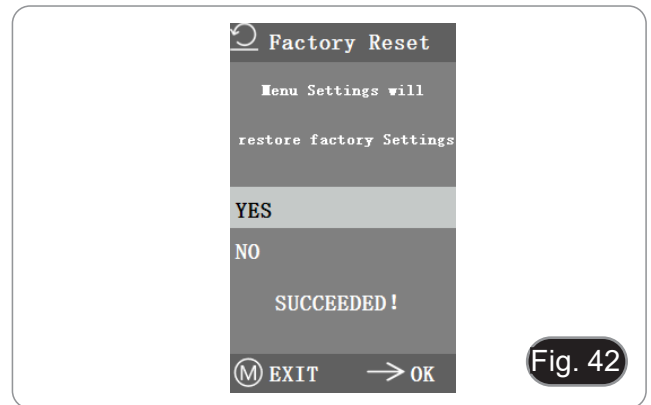 Factory Reset
Menu Settings will
restore factory Settings
YES
NO
SUCCEEDED!
M EXIT → OK
Fig. 42